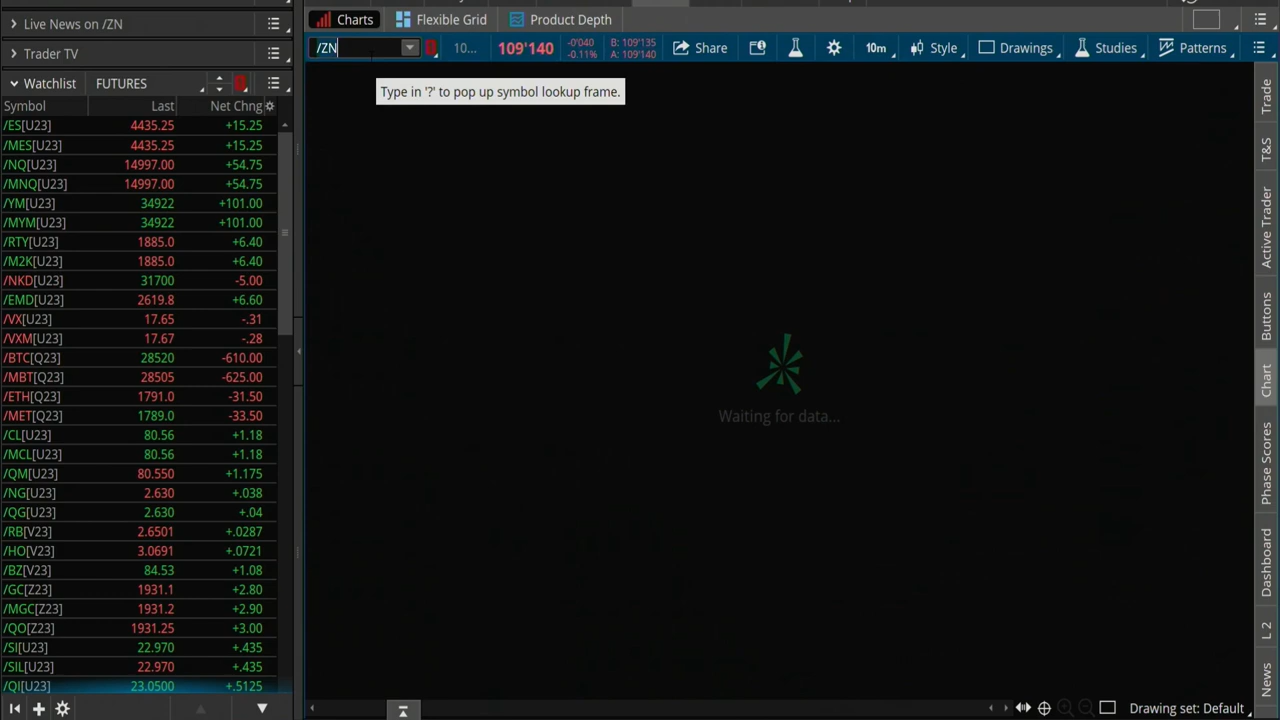 Live News on /ZN
Trader TV
Watchlist FUTURES
Symbol Last Net Chng
/ES[U23] 4435.25 +15.25
/MES[U23] 4435.25 +15.25
/NQ[U23] 14997.00 +54.75
/MNQ[U23] 14997.00 +54.75
/YM[U23] 34922 +101.00
/MYM[U23] 34922 +101.00
/RTY[U23] 1885.0 +6.40
/M2K[U23] 1885.0 +6.40
/NKD[U23] 31700 -5.00
/EMD[U23] 2619.8 +6.60
/VX[U23] 17.65 -.31
/VXM[U23] 17.67 -.28
/BTC[Q23] 28520 -610.00
/MBT[Q23] 28505 -625.00
/ETH[Q23] 1791.0 -31.50
/MET[Q23] 1789.0 -33.50
/CL[U23] 80.56 +1.18
/MCL[U23] 80.56 +1.18
/QM[U23] 80.550 +1.175
/NG[U23] 2.630 +.038
/QG[U23] 2.630 +.04
/RB[V23] 2.6501 +.0287
/HO[V23] 3.0691 +.0721
/BZ[V23] 84.53 +1.08
/GC[Z23] 1931.1 +2.80
/MGC[Z23] 1931.2 +2.90
/QO[Z23] 1931.25 +3.00
/SI[U23] 22.970 +.435
/SIL[U23] 22.970 +.435
/QI[U23] 23.0500 +.5125
Charts Flexible Grid Product Depth
/ZN 10... 109'140 -0'040 B: 109'135 Share 10m Style Drawings Studies Patterns
-0.11% A: 109'140
Type in '?' to pop up symbol lookup frame.
Waiting for data...
Trade
T&S
Active Trader
Buttons
Chart
Phase Scores
Dashboard
L 2
News
Drawing set: Default